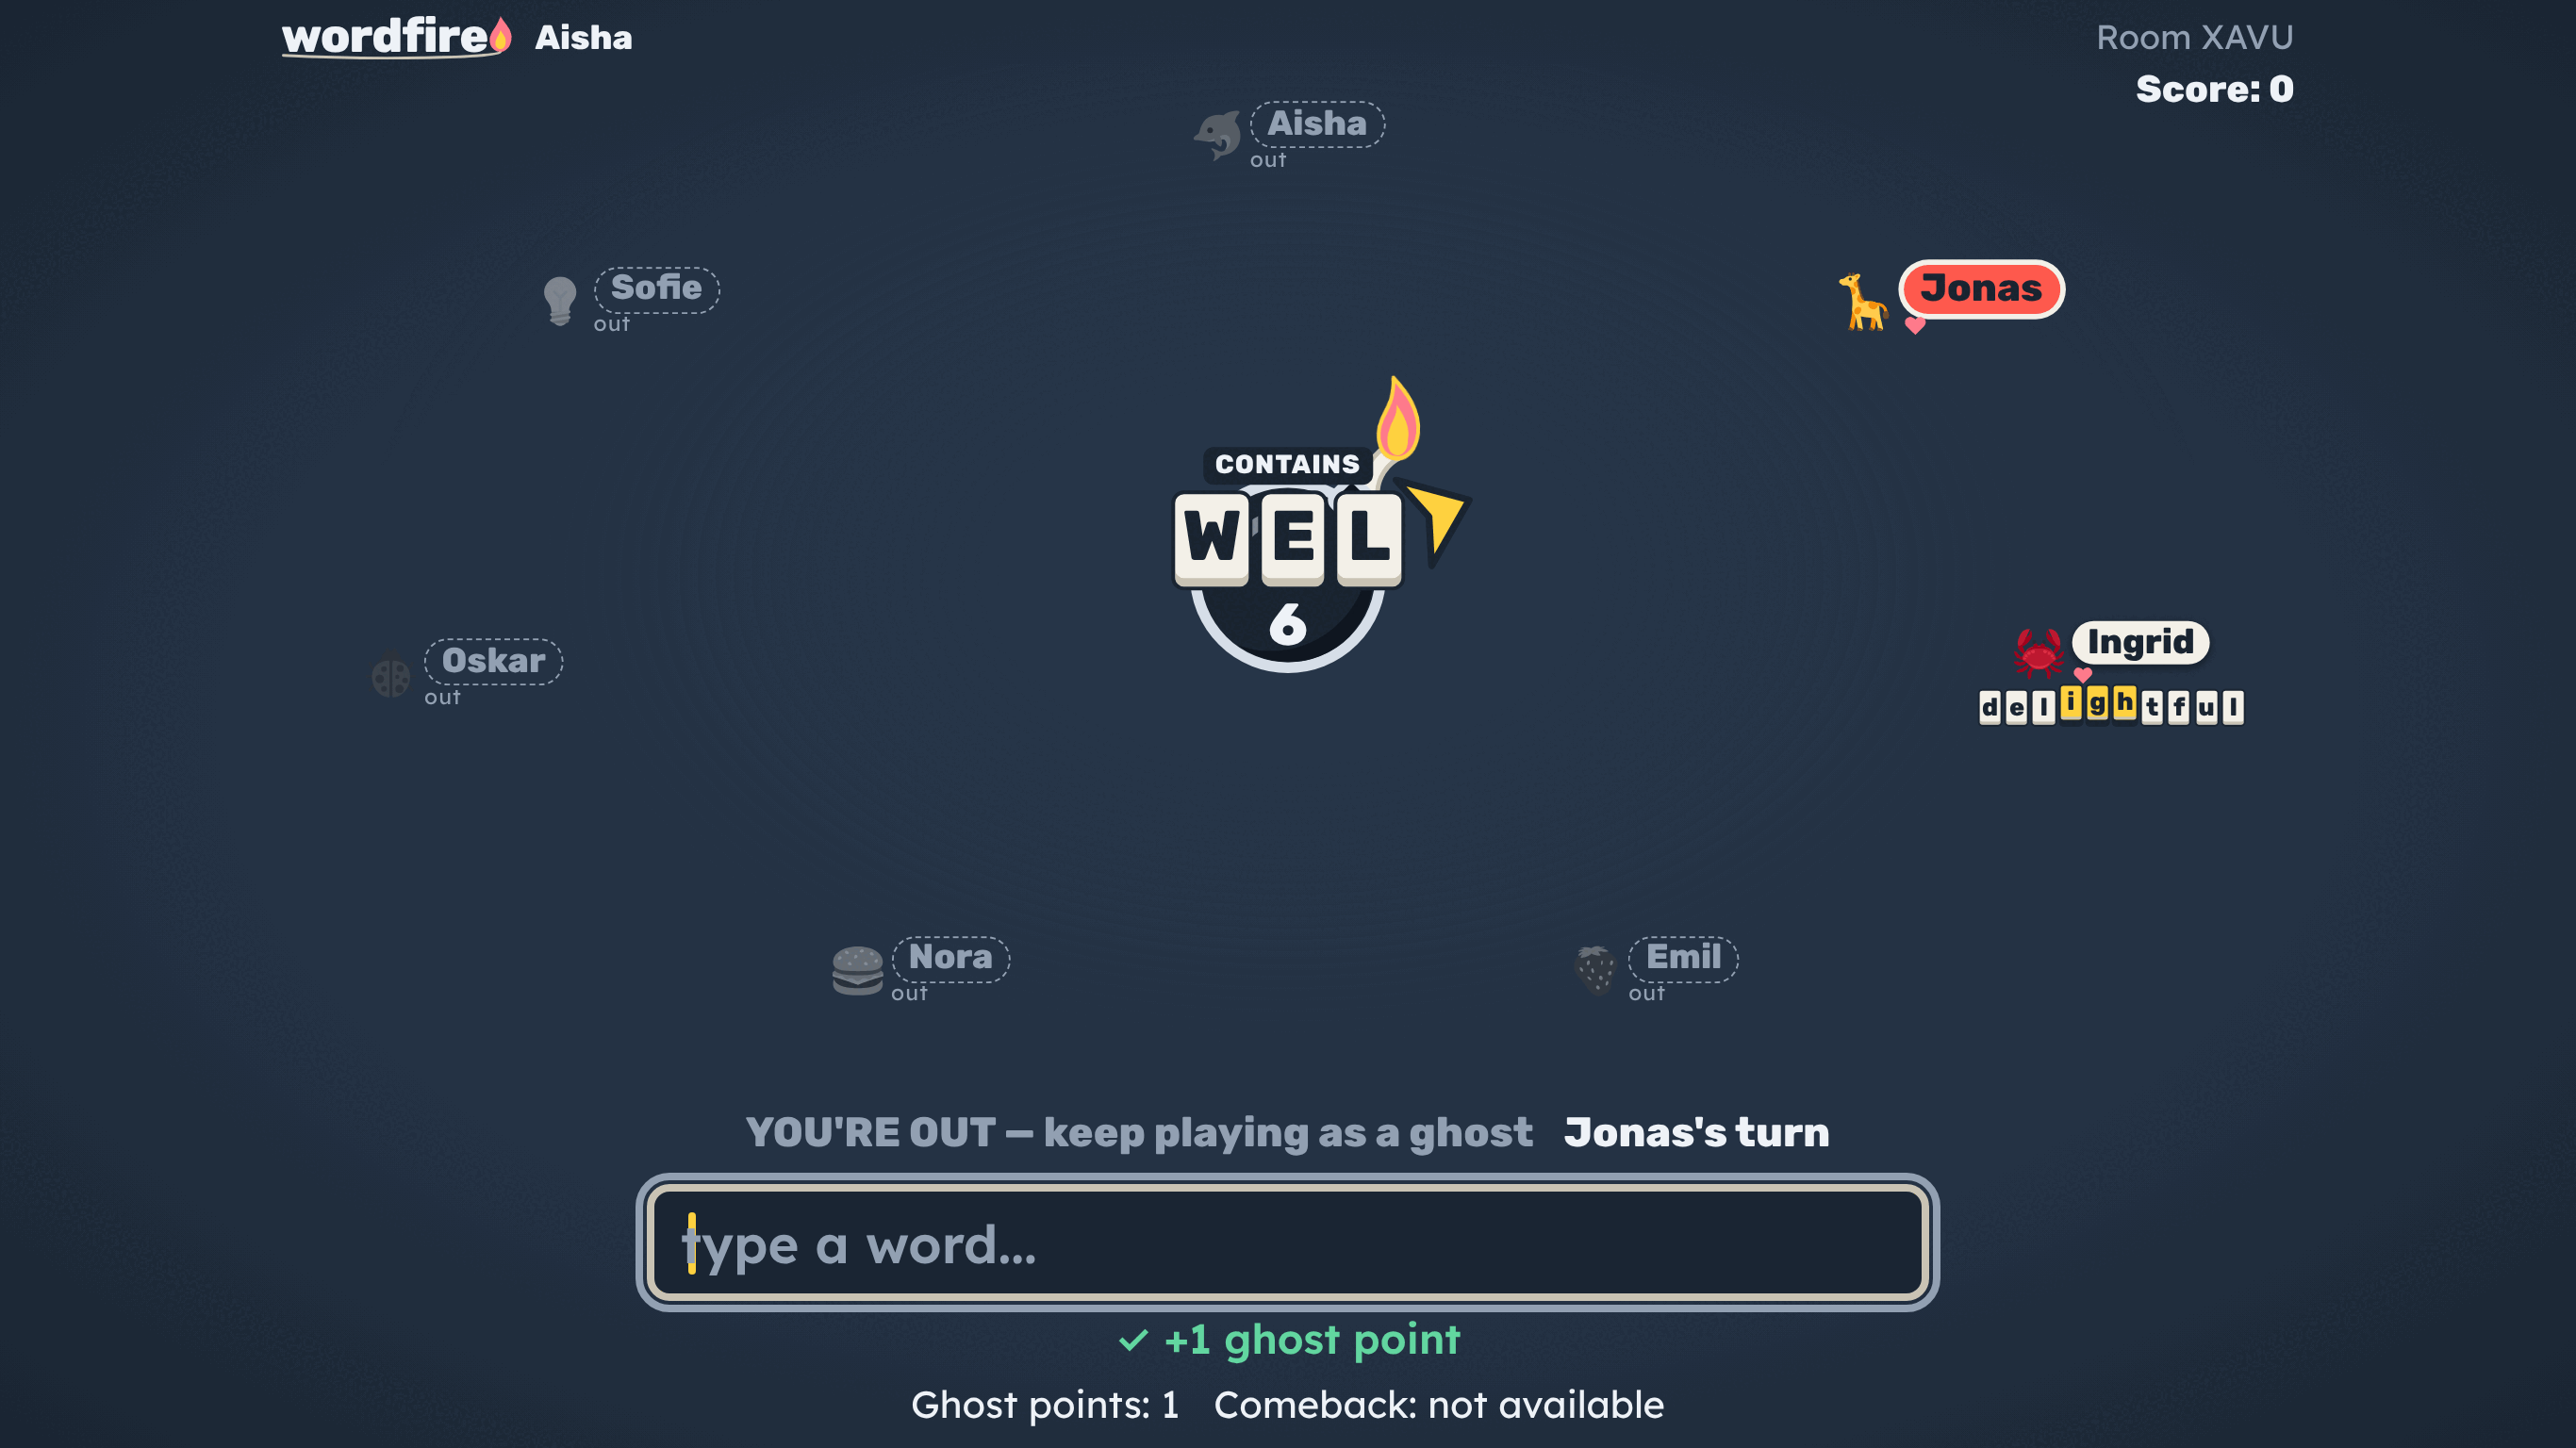 wordfire Aisha
Room XAVU
Score: 0
Aisha
out
Sofie
out
Jonas
CONTAINS
WEL
6
Ingrid
delightful
Oskar
out
Nora
out
Emil
out
YOU'RE OUT — keep playing as a ghost Jonas's turn
type a word...
✓ +1 ghost point
Ghost points: 1 Comeback: not available